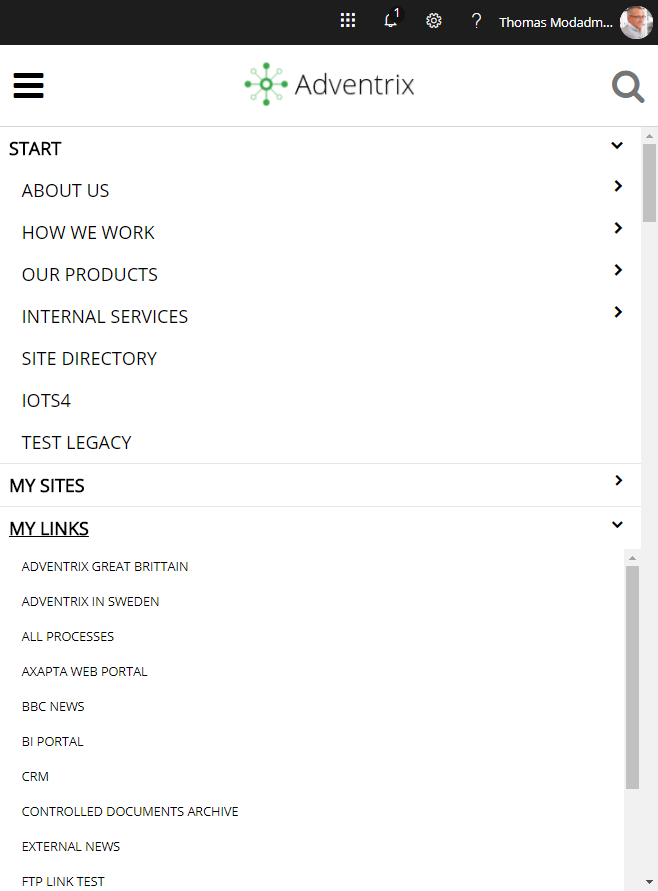 1
? Thomas Modadm...
Adventrix
START
ABOUT US
HOW WE WORK
OUR PRODUCTS
INTERNAL SERVICES
SITE DIRECTORY
IOTS4
TEST LEGACY
MY SITES
MY LINKS
ADVENTRIX GREAT BRITTAIN
ADVENTRIX IN SWEDEN
ALL PROCESSES
AXAPTA WEB PORTAL
BBC NEWS
BI PORTAL
CRM
CONTROLLED DOCUMENTS ARCHIVE
EXTERNAL NEWS
FTP LINK TEST